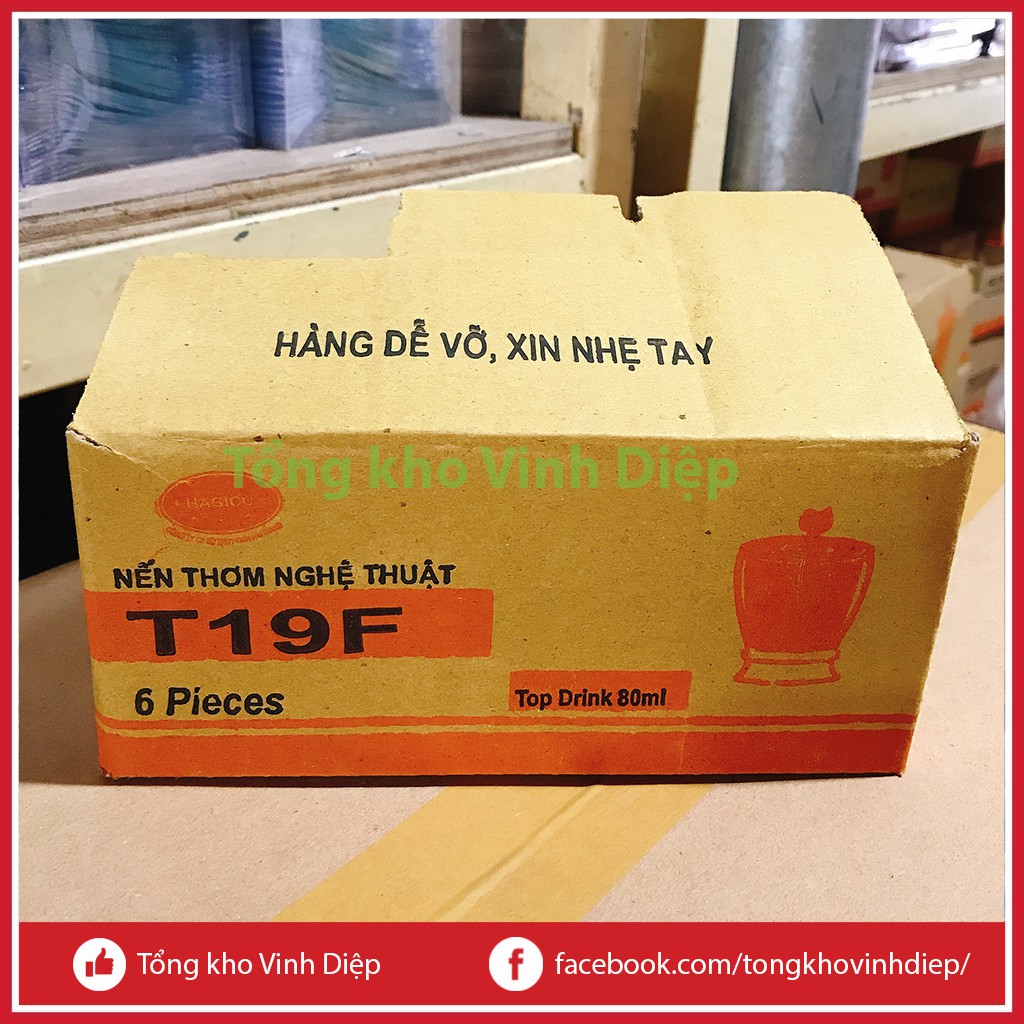 HÀNG DỄ VỠ, XIN NHẸ TAY
Tổng kho Vinh Diệp
HAGICO
NẾN THƠM NGHỆ THUẬT
T19F
6 Pieces
Top Drink 80ml
Tổng kho Vinh Diệp
facebook.com/tongkhovinhdiep/